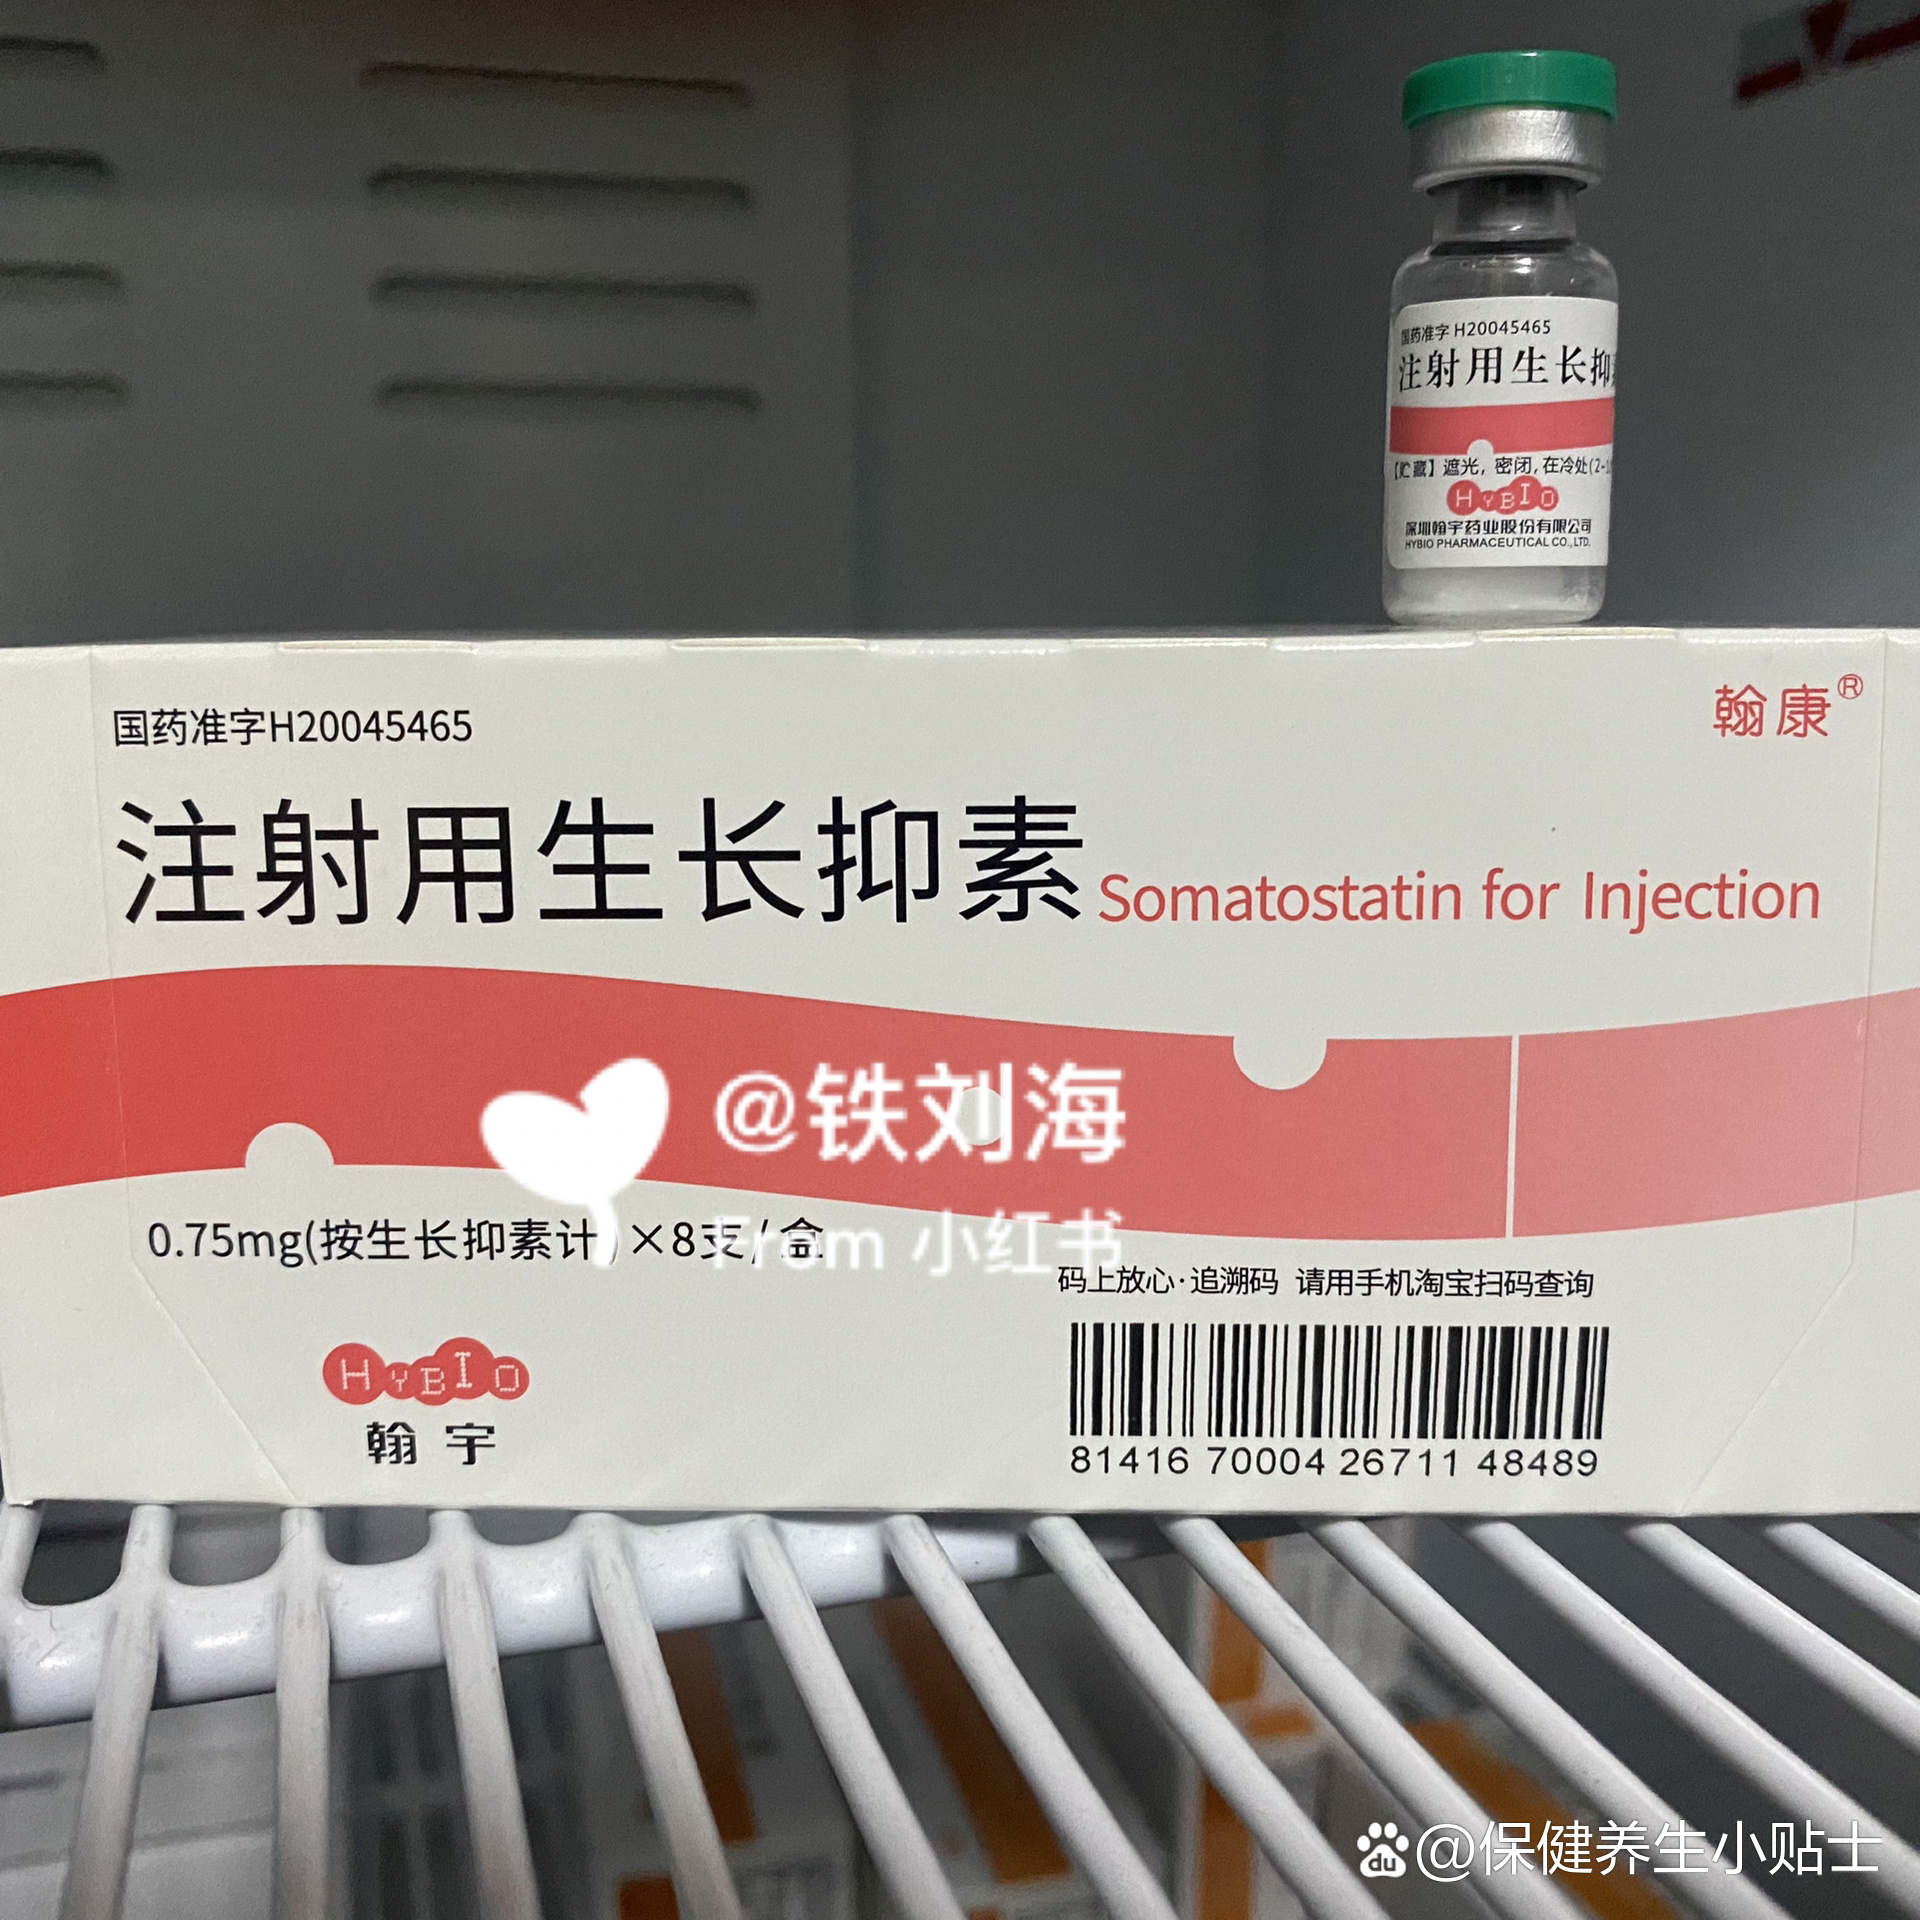 国药准字 H20045465
注射用生长抑
【贮藏】遮光，密闉，在冷处(2-
HYBIO
深圳翰宇药业股份有限公司
HYBIO PHARMACEUTICAL CO.,LTD.
国药准字H20045465
翰康®
注射用生长抑素 Somatostatin for Injection
@铁刘海
From 小红书
0.75mg(按生长抑素计)×8支/盒
码上放心·追溯码 请用手机淘宝扫码查询
81416 70004 26711 48489
HYBIO
翰宇
du @保健养生小贴士